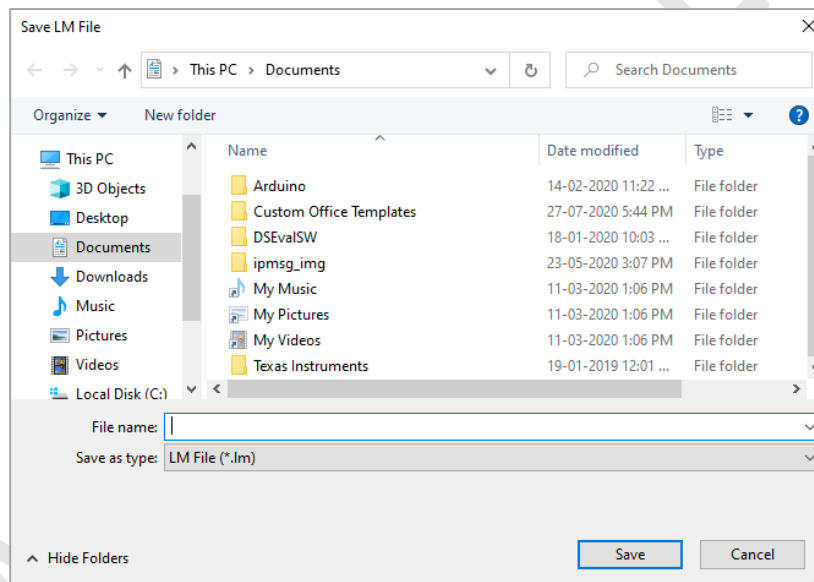 Save LM File
This PC > Documents
Search Documents
Organize
New folder
Name
Date modified
Type
This PC
3D Objects
Desktop
Documents
Downloads
Music
Pictures
Videos
Local Disk (C:)
Arduino 14-02-2020 11:22 ... File folder
Custom Office Templates 27-07-2020 5:44 PM File folder
DSEvalSW 18-01-2020 10:03 ... File folder
ipmsg_img 23-05-2020 3:07 PM File folder
My Music 11-03-2020 1:06 PM File folder
My Pictures 11-03-2020 1:06 PM File folder
My Videos 11-03-2020 1:06 PM File folder
Texas Instruments 19-01-2019 12:01 ... File folder
File name:
Save as type: LM File (*.lm)
Hide Folders
Save
Cancel